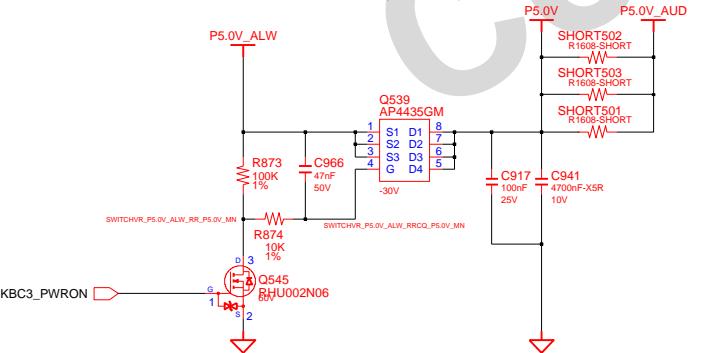 P5.0V
P5.0V_AUD
P5.0V_ALW
SHORT502
R1608-SHORT
SHORT503
R1608-SHORT
SHORT501
R1608-SHORT
Q539
AP4435GM
1 S1 D1 8
2 S2 D2 7
3 S3 D3 6
4 G D4 5
-30V
R873
100K
1%
C966
47nF
50V
C917
100nF
25V
C941
4700nF-X5R
10V
SWITCHVR_P5.0V_ALW_RR_P5.0V_MN
SWITCHVR_P5.0V_ALW_RRCQ_P5.0V_MN
R874
10K
1%
D 3
Q545
RHU002N06
60V
KBC3_PWRON
G
1
S 2